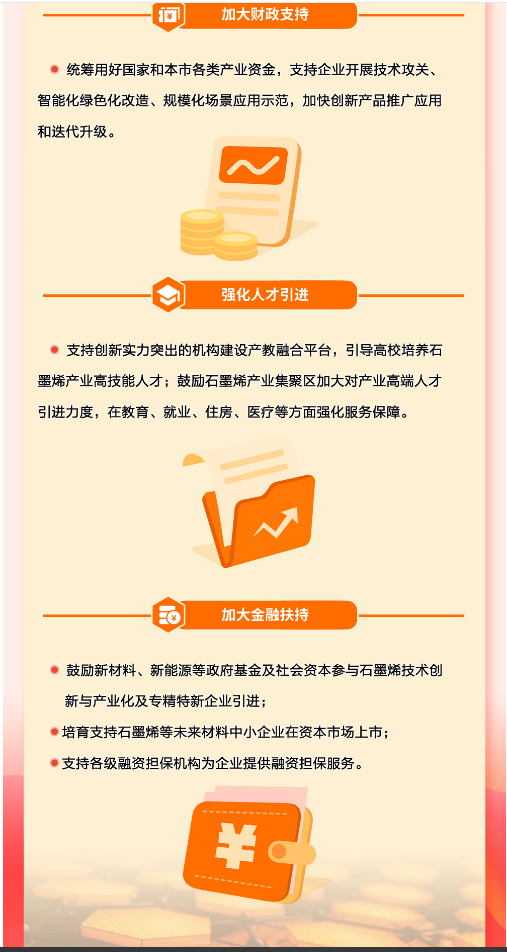 加大财政支持
统筹用好国家和本市各类产业资金，支持企业开展技术攻关、
智能化绿色化改造、规模化场景应用示范，加快创新产品推广应用
和迭代升级。
强化人才引进
支持创新实力突出的机构建设产教融合平台，引导高校培养石
墨烯产业高技能人才；鼓励石墨烯产业集聚区加大对产业高端人才
引进力度，在教育、就业、住房、医疗等方面强化服务保障。
¥
加大金融扶持
鼓励新材料、新能源等政府基金及社会资本参与石墨烯技术创
新与产业化及专精特新企业引进；
培育支持石墨烯等未来材料中小企业在资本市场上市；
支持各级融资担保机构为企业提供融资担保服务。
¥